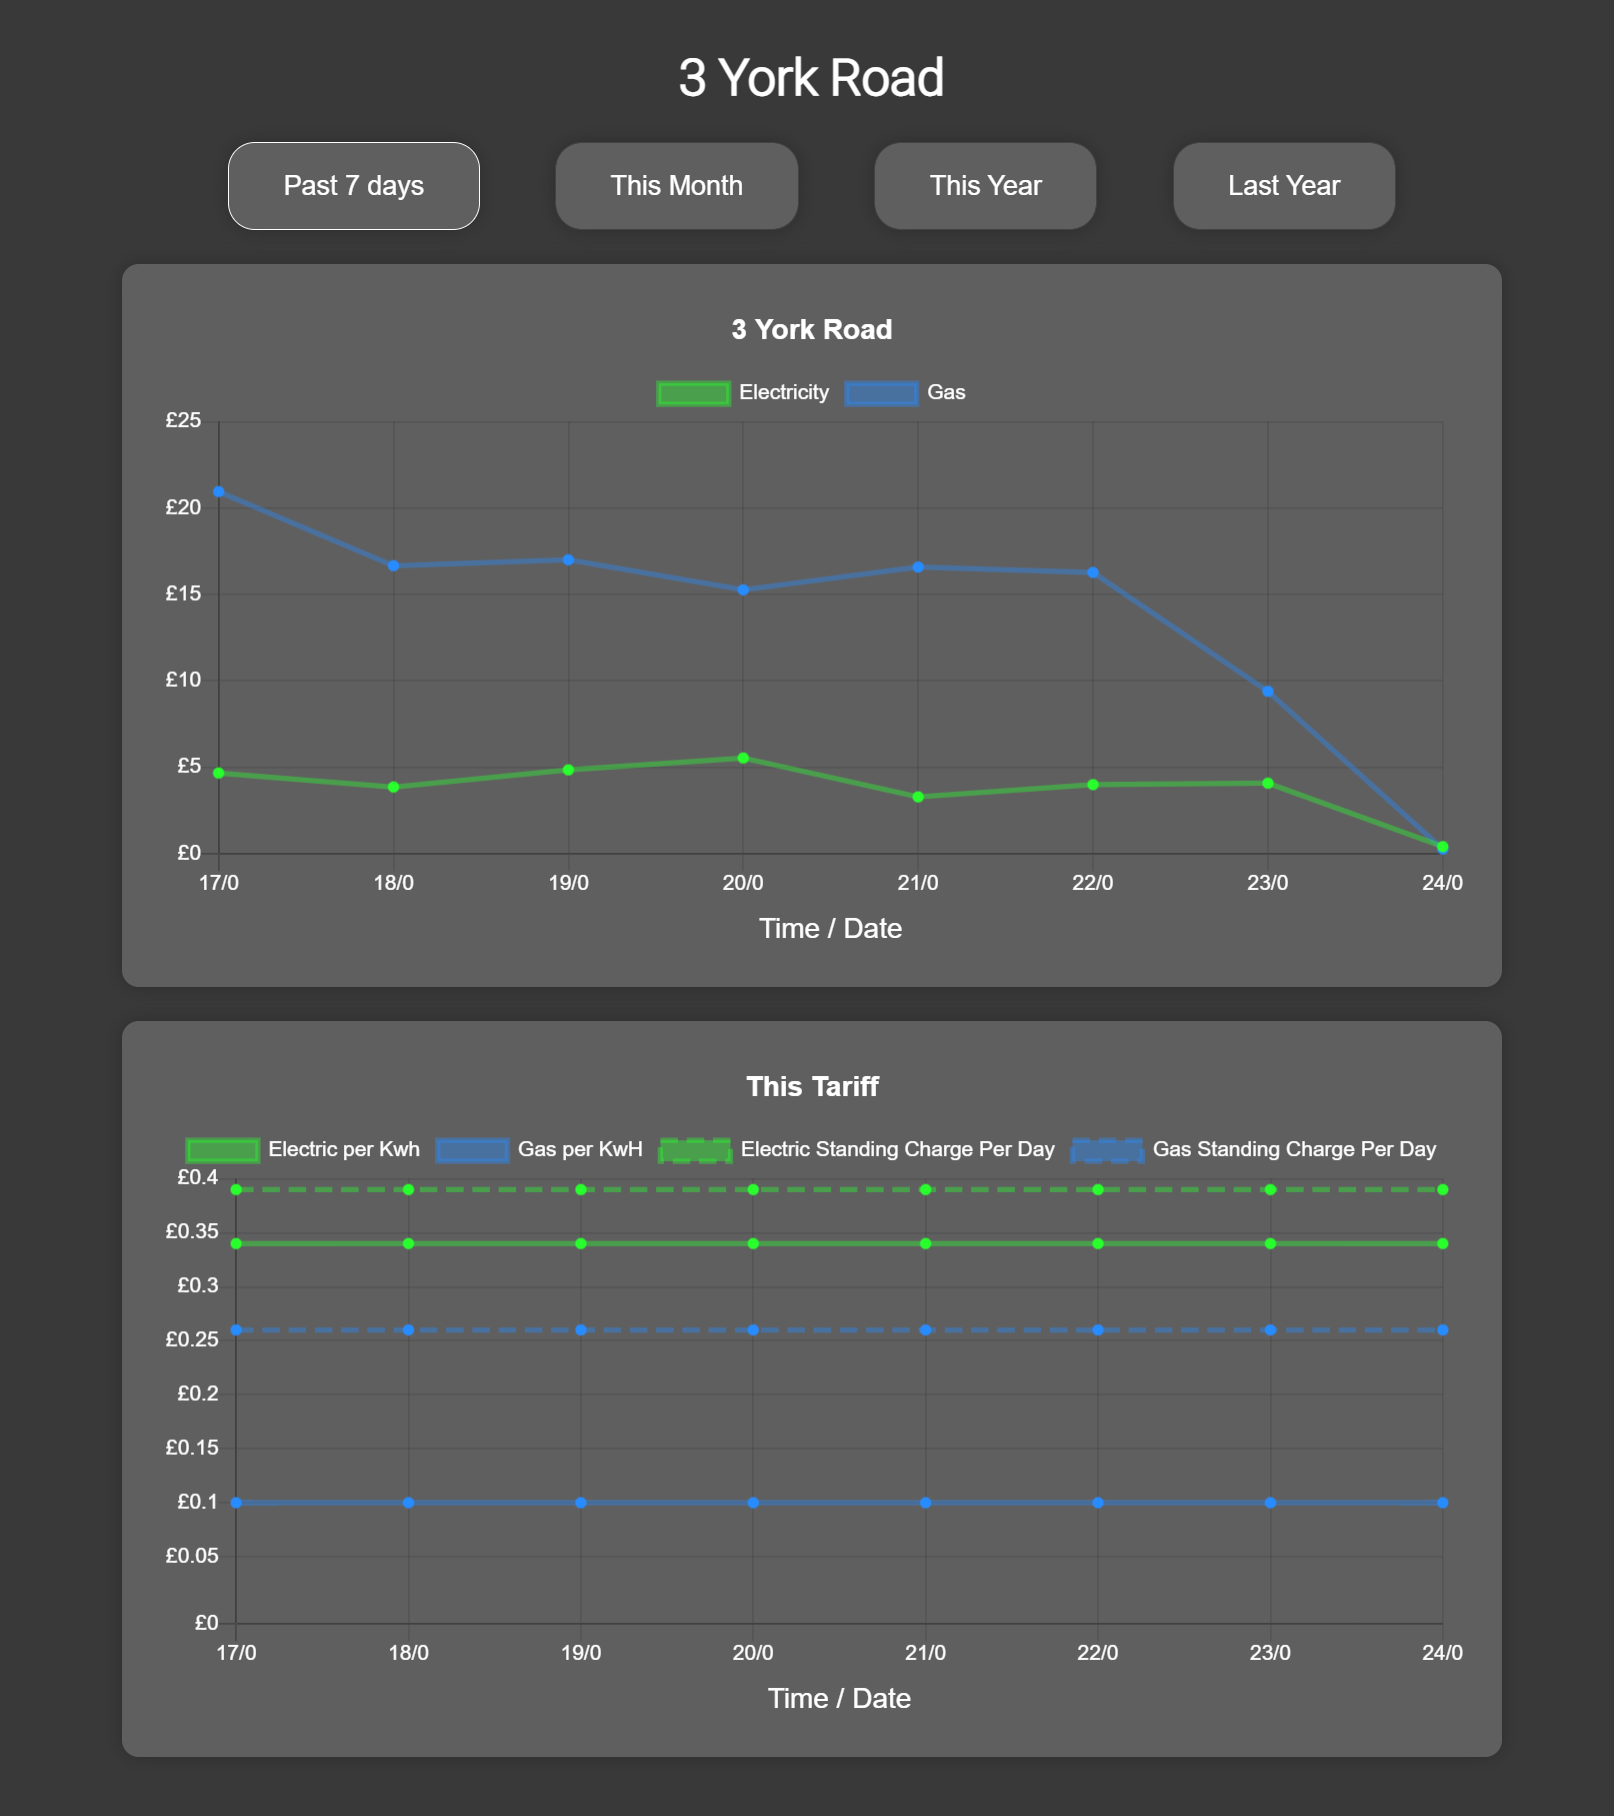 3 York Road
Past 7 days This Month This Year Last Year
3 York Road
Electricity Gas
£25
£20
£15
£10
£5
£0
17/0 18/0 19/0 20/0 21/0 22/0 23/0 24/0
Time / Date
This Tariff
Electric per Kwh Gas per KwH Electric Standing Charge Per Day Gas Standing Charge Per Day
£0.4
£0.35
£0.3
£0.25
£0.2
£0.15
£0.1
£0.05
£0
17/0 18/0 19/0 20/0 21/0 22/0 23/0 24/0
Time / Date